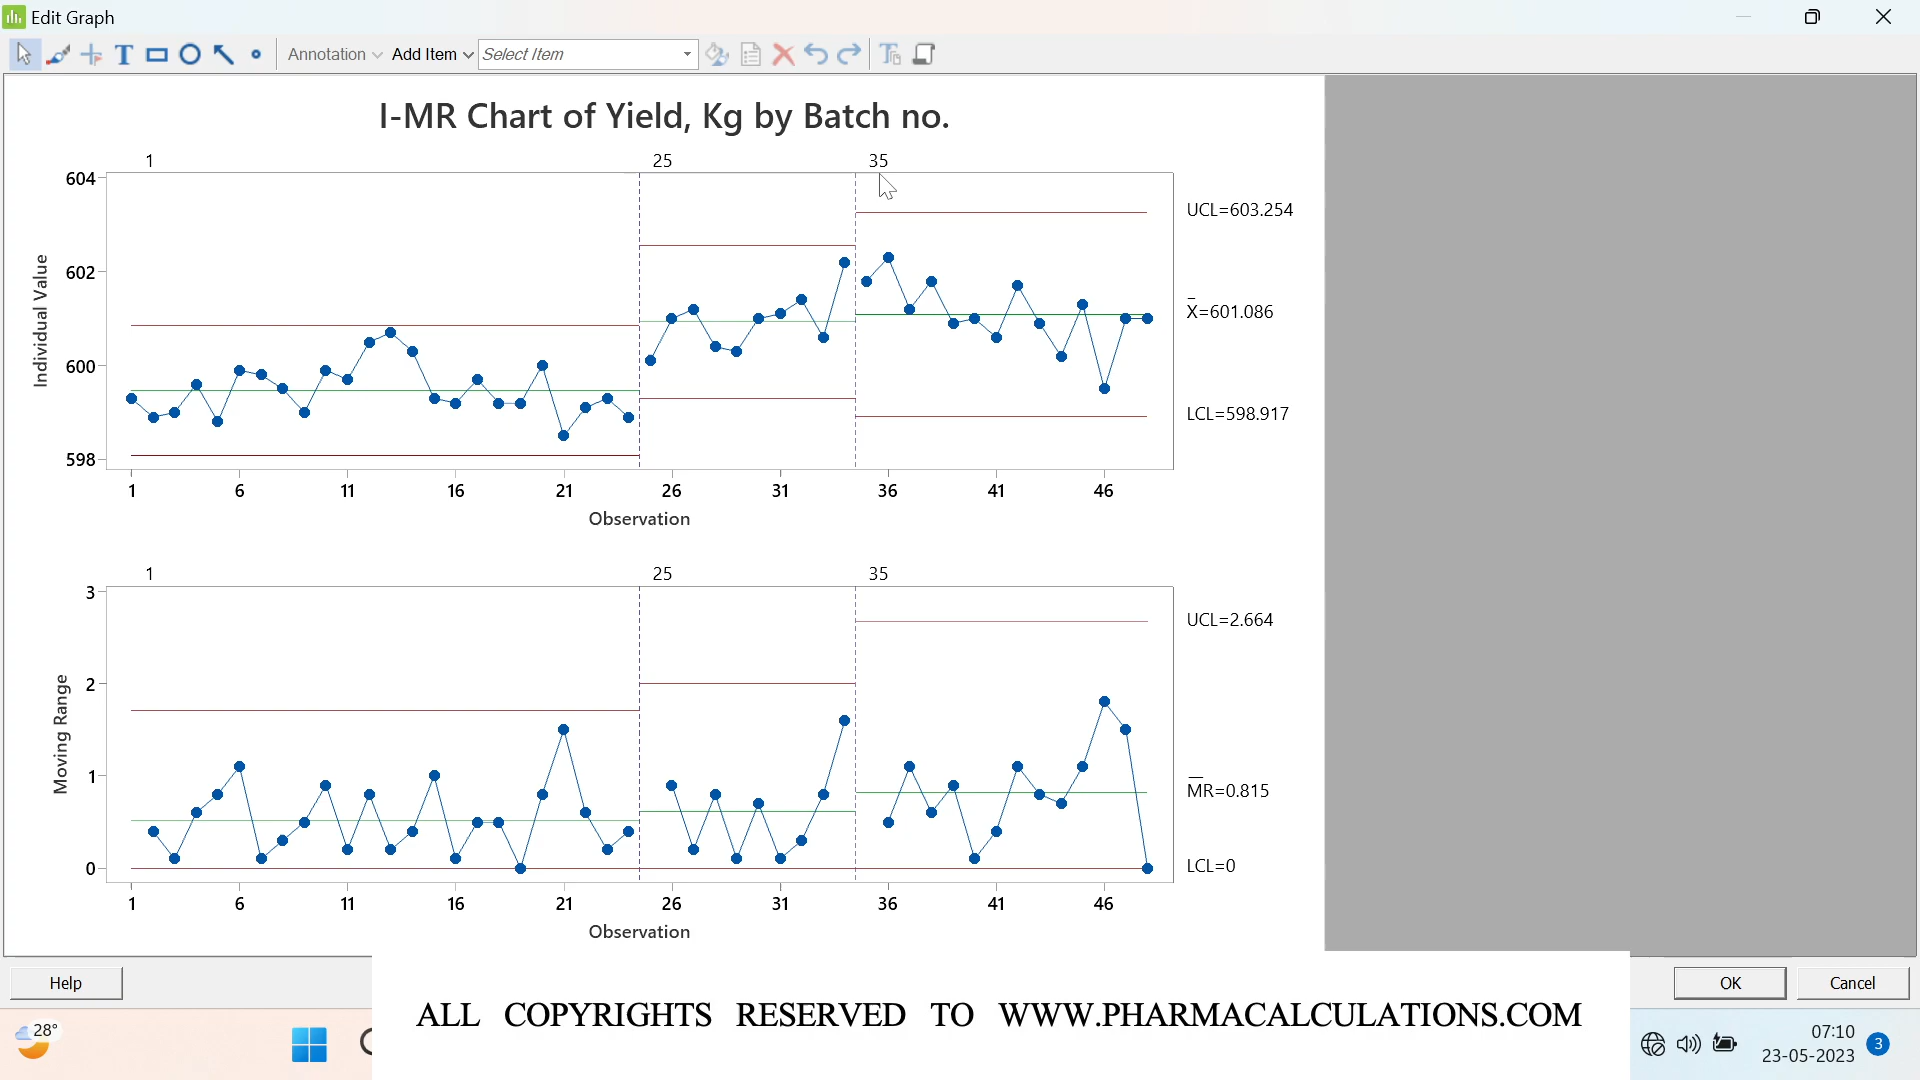 Edit Graph
Annotation Add Item Select Item
I-MR Chart of Yield, Kg by Batch no.
1 25 35
604
602
600
598
Individual Value
UCL=603.254
X=601.086
LCL=598.917
1 6 11 16 21 26 31 36 41 46
Observation
1 25 35
3
2
1
0
Moving Range
UCL=2.664
MR=0.815
LCL=0
1 6 11 16 21 26 31 36 41 46
Observation
Help OK Cancel
ALL COPYRIGHTS RESERVED TO WWW.PHARMACALCULATIONS.COM
28°
07:10
23-05-2023
3